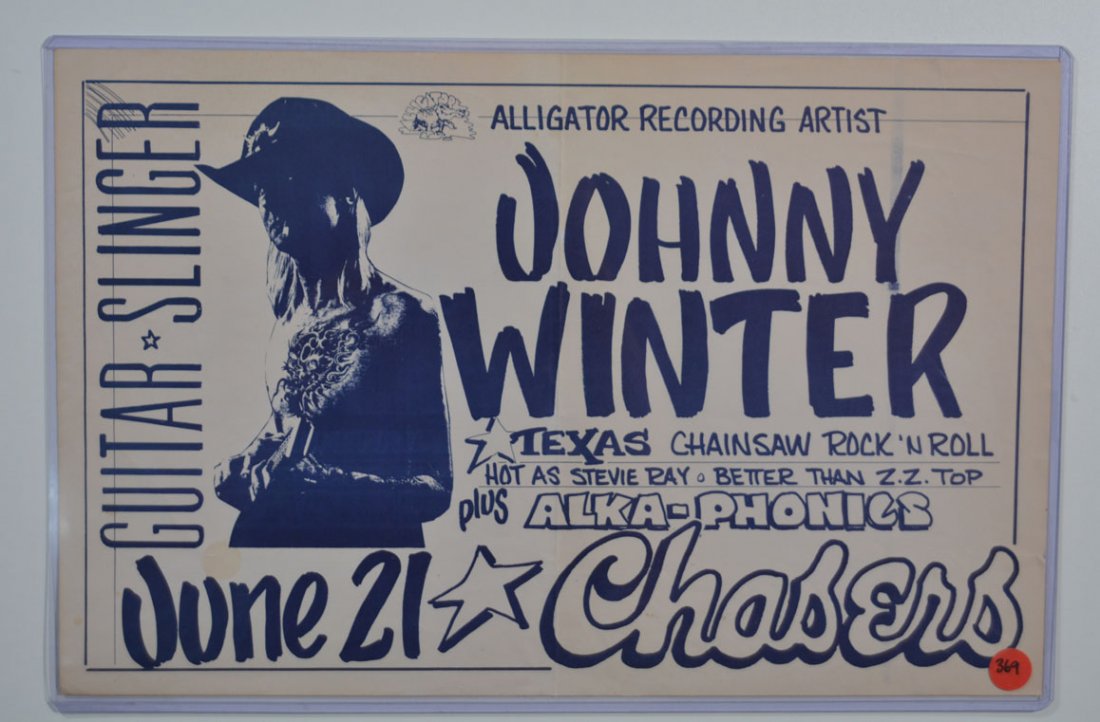 GUITAR ☆ SLINGER
ALLIGATOR RECORDING ARTIST
JOHNNY
WINTER
TEXAS CHAINSAW ROCK 'N ROLL
HOT AS STEVIE RAY ○ BETTER THAN Z.Z. TOP
plus ALKA-PHONICS
June 21 ☆ Chasers
369